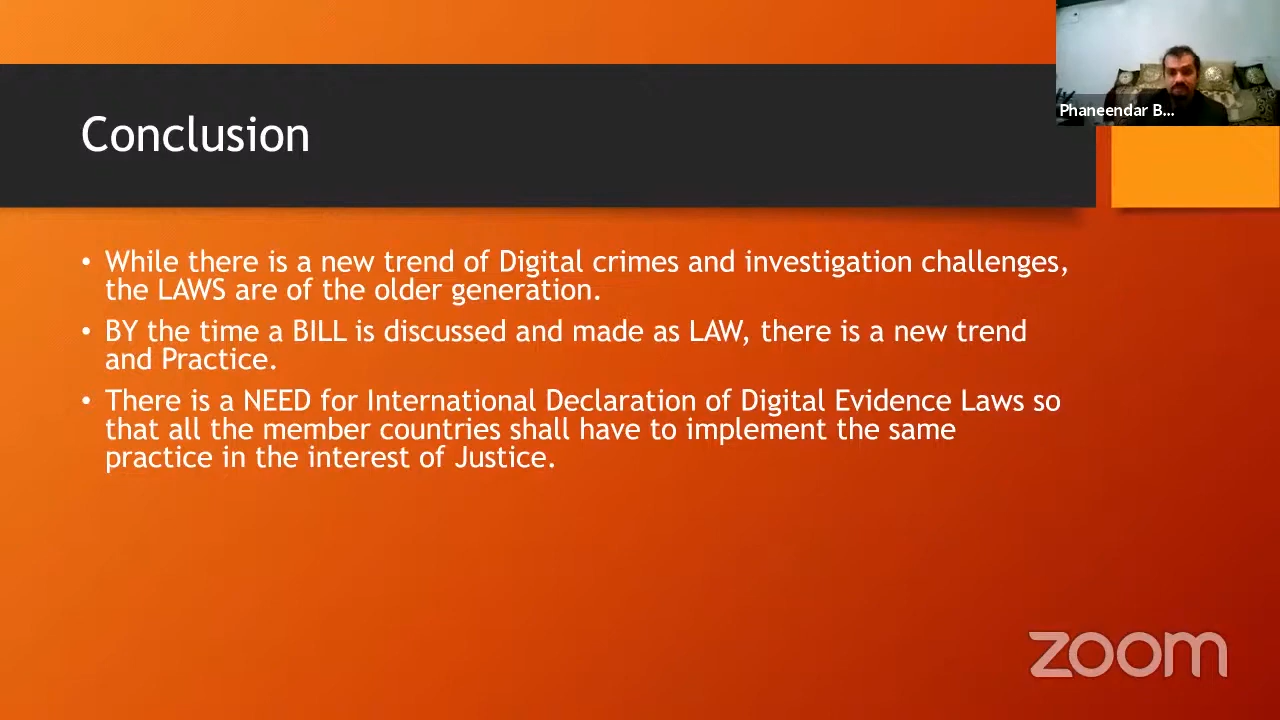 Phaneendar B...
Conclusion
• While there is a new trend of Digital crimes and investigation challenges,
the LAWS are of the older generation.
• BY the time a BILL is discussed and made as LAW, there is a new trend
and Practice.
• There is a NEED for International Declaration of Digital Evidence Laws so
that all the member countries shall have to implement the same
practice in the interest of Justice.
zoom